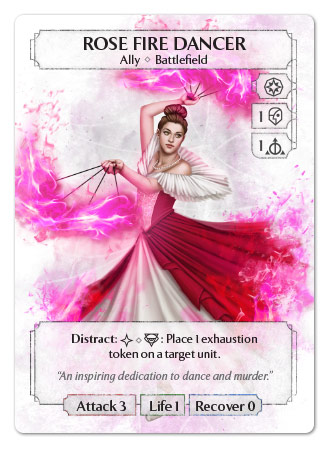 ROSE FIRE DANCER
Ally ◇ Battlefield
1
1
Distract: ◇ : Place 1 exhaustion
token on a target unit.
“An inspiring dedication to dance and murder.”
Attack 3 Life 1 Recover 0